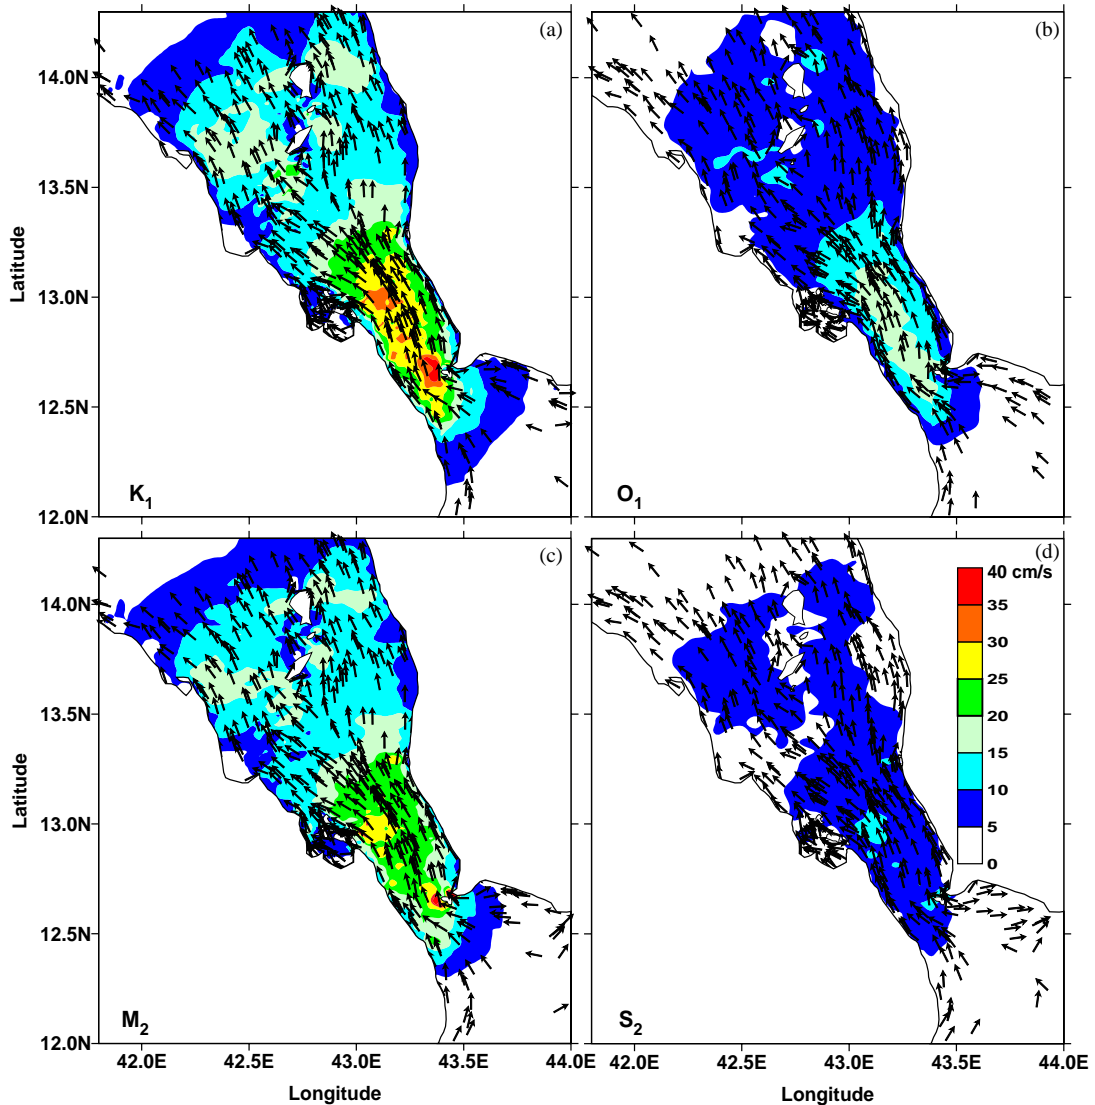 (a)
(b)
14.0N
13.5N
Latitude
13.0N
12.5N
12.0N
K1
O1
(c)
(d)
40 cm/s
35
30
25
20
15
10
5
0
14.0N
13.5N
Latitude
13.0N
12.5N
12.0N
M2
S2
42.0E 42.5E 43.0E 43.5E 44.0E
42.0E 42.5E 43.0E 43.5E 44.0E
Longitude
Longitude